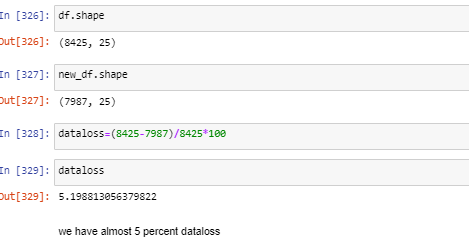 In [326]: df.shape
Out[326]: (8425, 25)
In [327]: new_df.shape
Out[327]: (7987, 25)
In [328]: dataloss=(8425-7987)/8425*100
In [329]: dataloss
Out[329]: 5.198813056379822
we have almost 5 percent dataloss